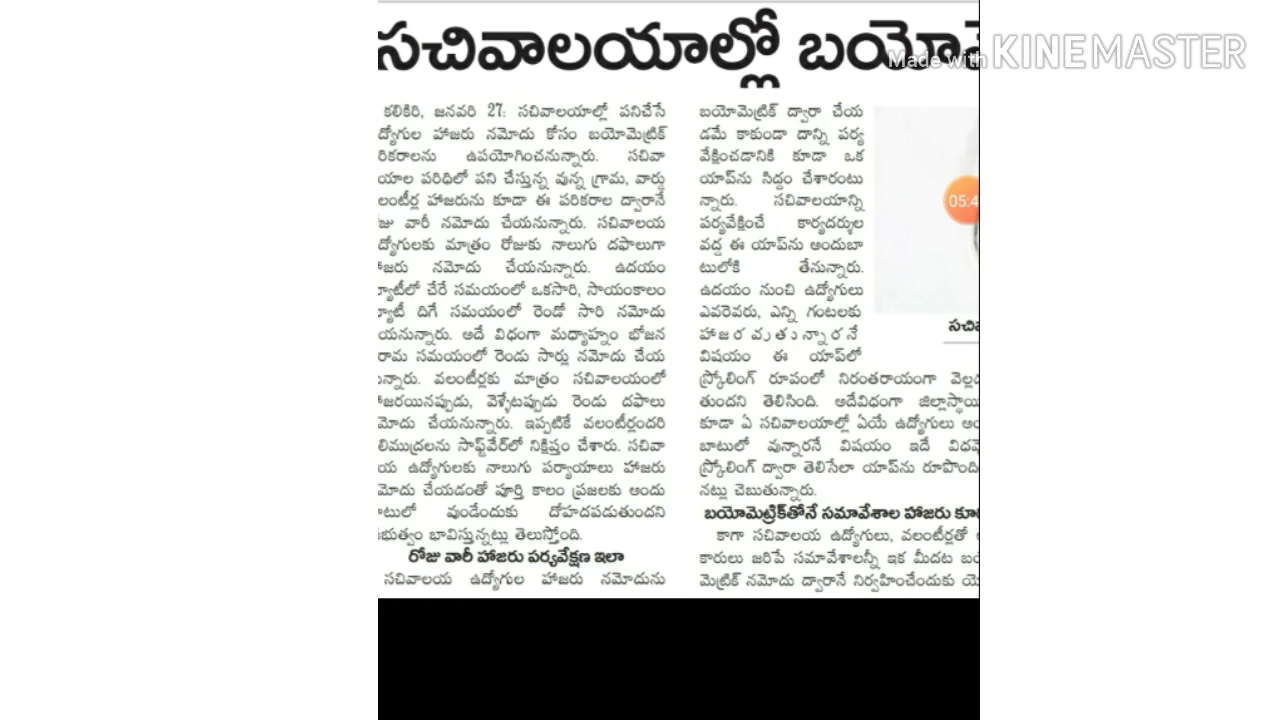 సచివాలయాల్లో
Made with KINEMASTER
కలికిరి, జనవరి 27: సచివాలయాల్లో పనిచేసే
ద్యోగుల హాజరు నమోదు కోసం బయోమెట్రిక్
రికరాలను ఉపయోగించనున్నారు. సచివా
యాల పరిధిలో పని చేస్తున్న వున్న గ్రామ, వార్డు
లంటీర్ల హాజరును కూడా ఈ పరికరాల ద్వారానే
జు వారీ నమోదు చేయనున్నారు. సచివాలయ
ద్యోగులకు మాత్రం రోజుకు నాలుగు దఫాలుగా
జరు నమోదు చేయనున్నారు. ఉదయం
్యూటీలో చేరే సమయంలో ఒకసారి, సాయంకాలం
్యూటీ దిగే సమయంలో రెండో సారి నమోదు
యనున్నారు. అదే విధంగా మధ్యాహ్నం భోజన
రామ సమయంలో రెండు సార్లు నమోదు చేయ
న్నారు. వలంటీర్లకు మాత్రం సచివాలయంలో
జరయినప్పుడు, వెళ్ళేటప్పుడు రెండు దఫాలు
మోదు చేయనున్నారు. ఇప్పటికే వలంటీర్లందరి
లిముద్రలను సాఫ్ట్‌వేర్‌లో నిక్షిప్తం చేశారు. సచివా
య ఉద్యోగులకు నాలుగు పర్యాయాలు హాజరు
మోదు చేయడంతో పూర్తి కాలం ప్రజలకు అందు
టులో వుండేందుకు దోహదపడుతుందని
భుత్వం భావిస్తున్నట్లు తెలుస్తోంది.
రోజు వారీ హాజరు పర్యవేక్షణ ఇలా
సచివాలయ ఉద్యోగుల హాజరు నమోదును
బయోమెట్రిక్ ద్వారా చేయ
డమే కాకుండా దాన్ని పర్య
వేక్షించడానికి కూడా ఒక
యాప్‌ను సిద్దం చేశారంటు
న్నారు. సచివాలయాన్ని
పర్యవేక్షించే కార్యదర్శుల
వద్ద ఈ యాప్‌ను అందుబా
టులోకి తేనున్నారు.
ఉదయం నుంచి ఉద్యోగులు
ఎవరెవరు, ఎన్ని గంటలకు
హాజరవుతున్నారనే
విషయం ఈ యాప్‌లో
స్క్రోలింగ్ రూపంలో నిరంతరాయంగా వెల్ల
తుందని తెలిసింది. అదేవిధంగా జిల్లాస్థాయి
కూడా ఏ సచివాలయాల్లో ఏయే ఉద్యోగులు అం
బాటులో వున్నారనే విషయం ఇదే విధ
స్క్రోలింగ్ ద్వారా తెలిసేలా యాప్‌ను రూపొంది
నట్లు చెబుతున్నారు.
బయోమెట్రిక్‌తోనే సమావేశాల హాజరు కూ
కాగా సచివాలయ ఉద్యోగులు, వలంటీర్లతో
కారులు జరిపే సమావేశాలన్నీ ఇక మీదట బ
మెట్రిక్ నమోదు ద్వారానే నిర్వహించేందుకు
05:4
సచివ